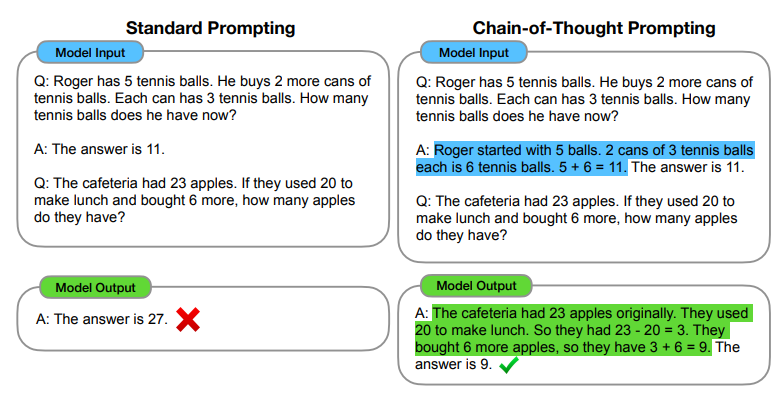 Standard Prompting
Model Input
Q: Roger has 5 tennis balls. He buys 2 more cans of
tennis balls. Each can has 3 tennis balls. How many
tennis balls does he have now?
A: The answer is 11.
Q: The cafeteria had 23 apples. If they used 20 to
make lunch and bought 6 more, how many apples
do they have?
Model Output
A: The answer is 27.
Chain-of-Thought Prompting
Model Input
Q: Roger has 5 tennis balls. He buys 2 more cans of
tennis balls. Each can has 3 tennis balls. How many
tennis balls does he have now?
A: Roger started with 5 balls. 2 cans of 3 tennis balls
each is 6 tennis balls. 5 + 6 = 11. The answer is 11.
Q: The cafeteria had 23 apples. If they used 20 to
make lunch and bought 6 more, how many apples
do they have?
Model Output
A: The cafeteria had 23 apples originally. They used
20 to make lunch. So they had 23 - 20 = 3. They
bought 6 more apples, so they have 3 + 6 = 9. The
answer is 9.